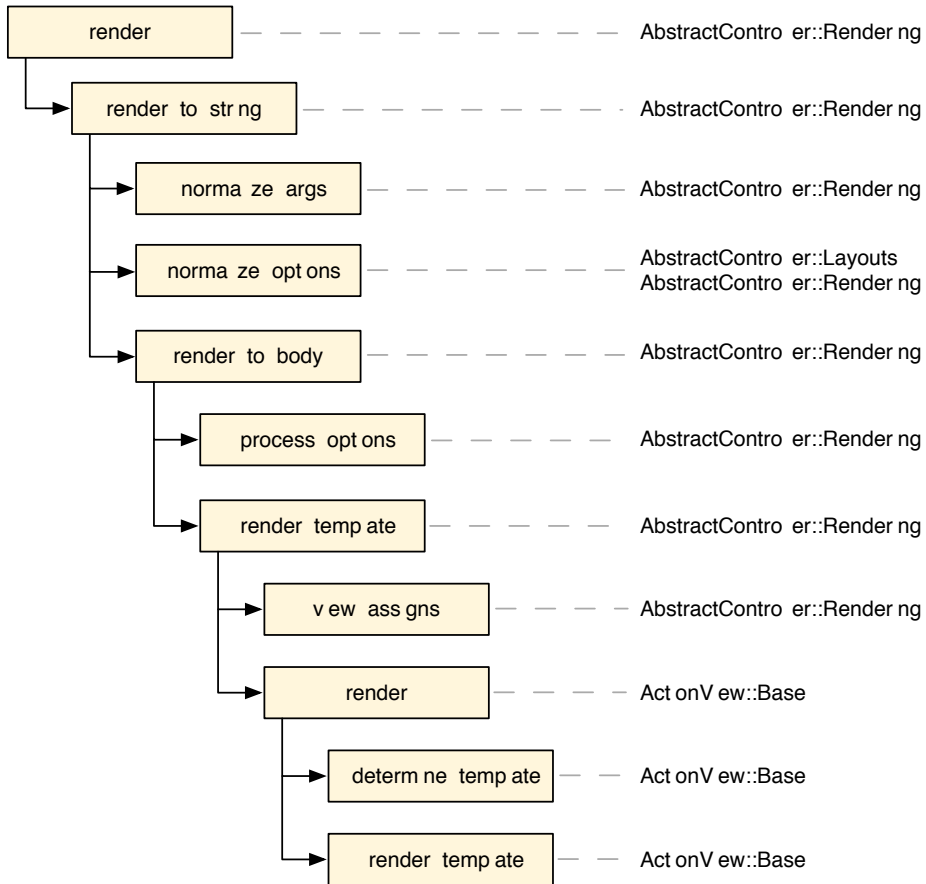 render AbstractContro er::Render ng
render to str ng AbstractContro er::Render ng
norma ze args AbstractContro er::Render ng
norma ze opt ons AbstractContro er::Layouts
AbstractContro er::Render ng
render to body AbstractContro er::Render ng
process opt ons AbstractContro er::Render ng
render temp ate AbstractContro er::Render ng
v ew ass gns AbstractContro er::Render ng
render Act onV ew::Base
determ ne temp ate Act onV ew::Base
render temp ate Act onV ew::Base